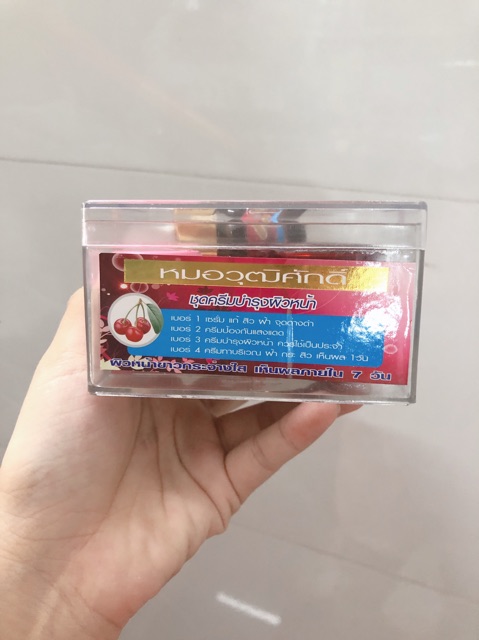 หมอวุฒิศักดิ์
ชุดครีมบำรุงผิวหน้า
เบอร์ 1 เซรั่ม แก้ สิว ฝ้า จุดด่างดำ
เบอร์ 2 ครีมป้องกันแสงแดด
เบอร์ 3 ครีมบำรุงผิวหน้า ควรใช้เป็นประจำ
เบอร์ 4 ครีมทาบริเวณ ฝ้า กระ สิว เห็นผล 1วัน
ผิวหน้าขาวกระจ่างใส เห็นผลภายใน 7 วัน